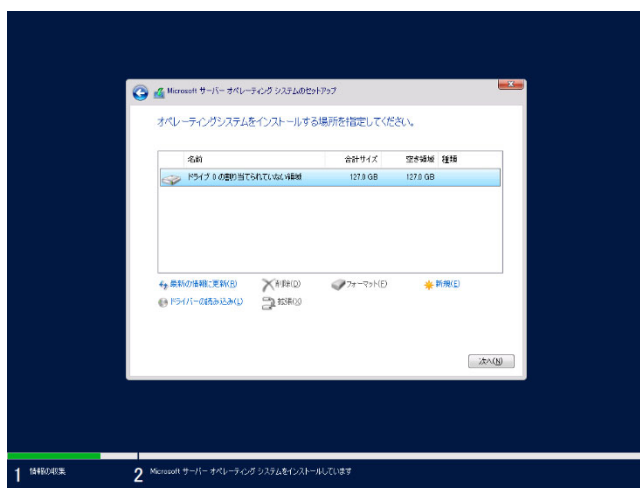 Microsoft サーバー オペレーティング システムのセットアップ
オペレーティングシステムをインストールする場所を指定してください。
名前 合計サイズ 空き領域 種類
ドライブ 0 の割り当てられていない領域 127.0 GB 127.0 GB
最新の情報に更新(R) 削除(D) フォーマット(F) 新規(E)
ドライバーの読み込み(L) 拡張(X)
次へ(N)
1 情報の収集 2 Microsoft サーバー オペレーティング システムをインストールしています